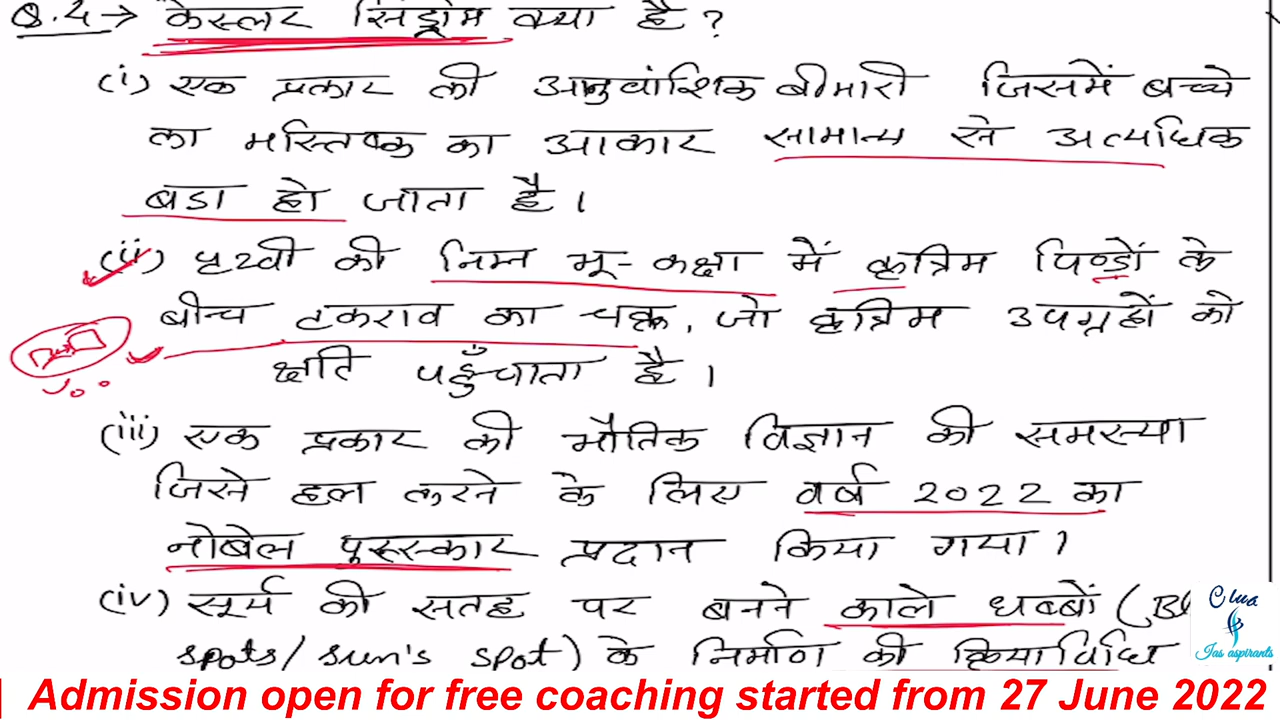 Q.4→ केस्लर सिंड्रोम क्या है?
(i) एक प्रकार की आनुवांशिक बीमारी जिसमें बच्चे
का मस्तिष्क का आकार सामान्य से अत्यधिक
बडा हो जाता है।
(ii) पृथ्वी की निम्न भू-कक्षा में कृत्रिम पिण्डों के
बीच टकराव का चक्र, जो कृत्रिम उपग्रहों को
क्षति पहुँचाता है।
(iii) एक प्रकार की भौतिक विज्ञान की समस्या
जिसे हल करने के लिए वर्ष 2022 का
नोबेल पुरस्कार प्रदान किया गया।
(iv) सूर्य की सतह पर बनने काले धब्बों (Bl
spots/sun's spot) के निर्माण की क्रियाविधि
Ias aspirants
Admission open for free coaching started from 27 June 2022